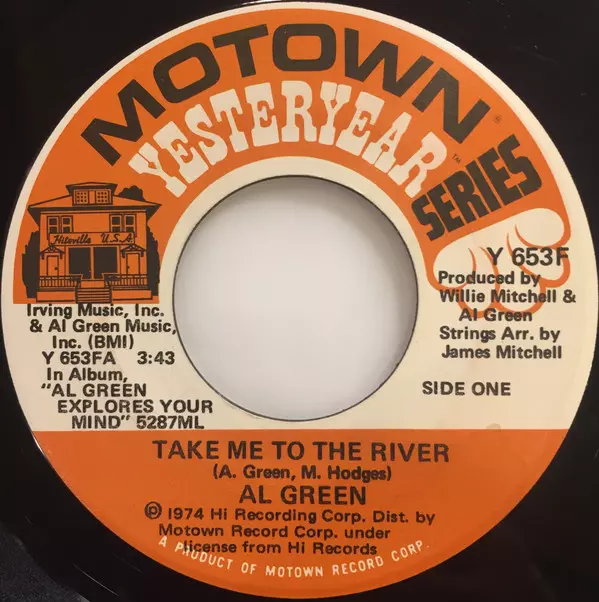 MOTOWN®
YESTERYEAR™
SERIES
Hitsville U.S.A
Irving Music, Inc.
& Al Green Music,
Inc. (BMI)
Y 653FA 3:43
In Album,
"AL GREEN
EXPLORES YOUR
MIND" 5287ML
Y 653F
Produced by
Willie Mitchell &
Al Green
Strings Arr. by
James Mitchell
SIDE ONE
TAKE ME TO THE RIVER
(A. Green, M. Hodges)
AL GREEN
℗ 1974 Hi Recording Corp. Dist. by
Motown Record Corp. under
license from Hi Records
A PRODUCT OF MOTOWN RECORD CORP.